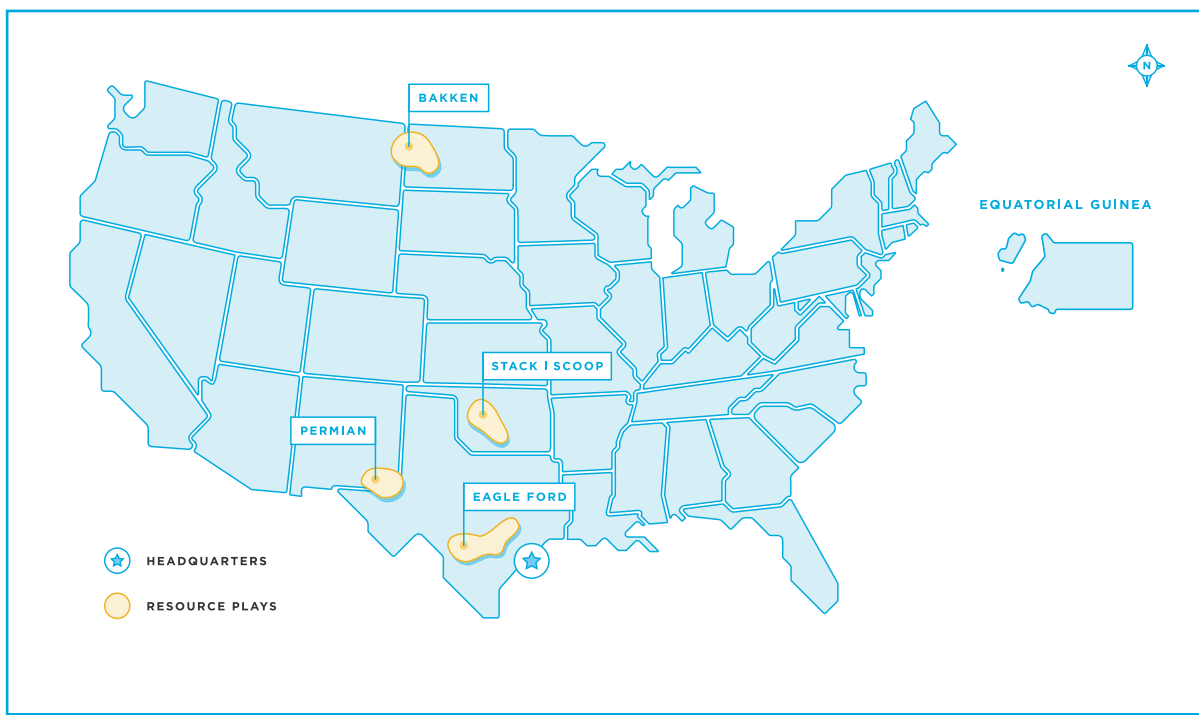 N
BAKKEN
EQUATORIAL GUINEA
STACK | SCOOP
PERMIAN
EAGLE FORD
HEADQUARTERS
RESOURCE PLAYS